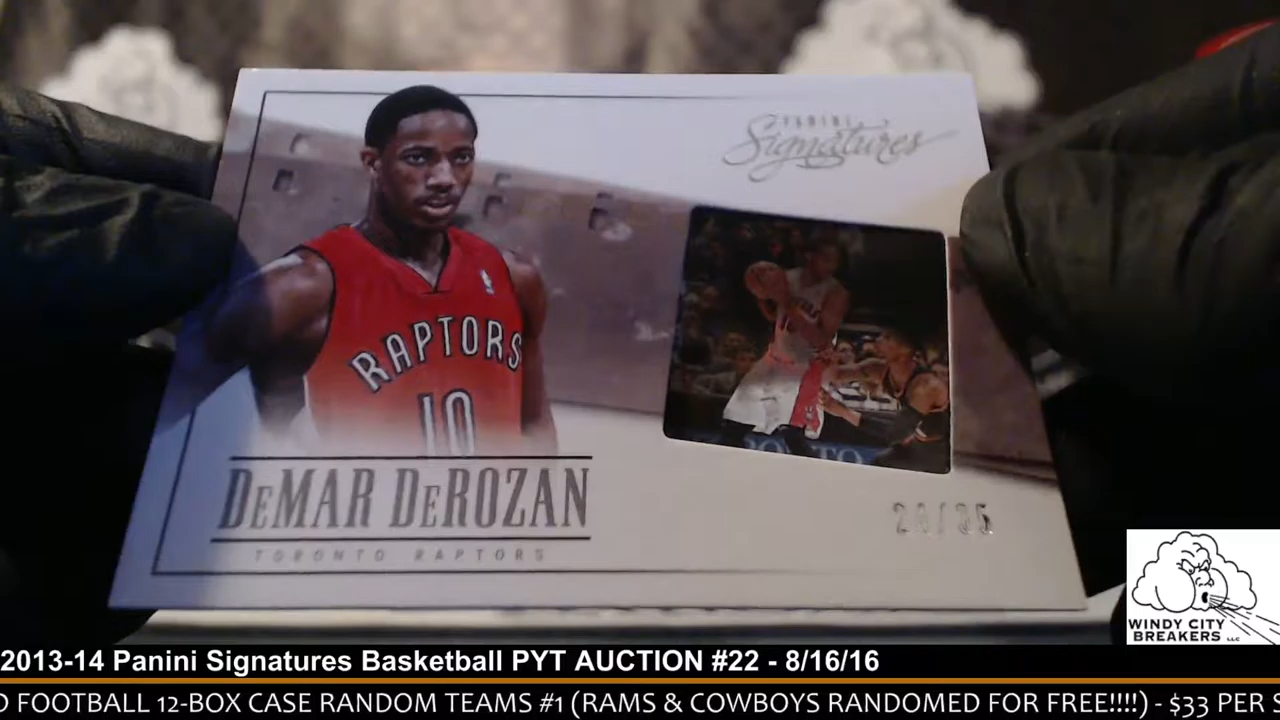 PANINI
Signatures
RAPTORS
10
DeMAR DeROZAN
TORONTO RAPTORS
WINDY CITY
BREAKERS LLC
2013-14 Panini Signatures Basketball PYT AUCTION #22 - 8/16/16
FOOTBALL 12-BOX CASE RANDOM TEAMS #1 (RAMS & COWBOYS RANDOMED FOR FREE!!!!) - $33 PER